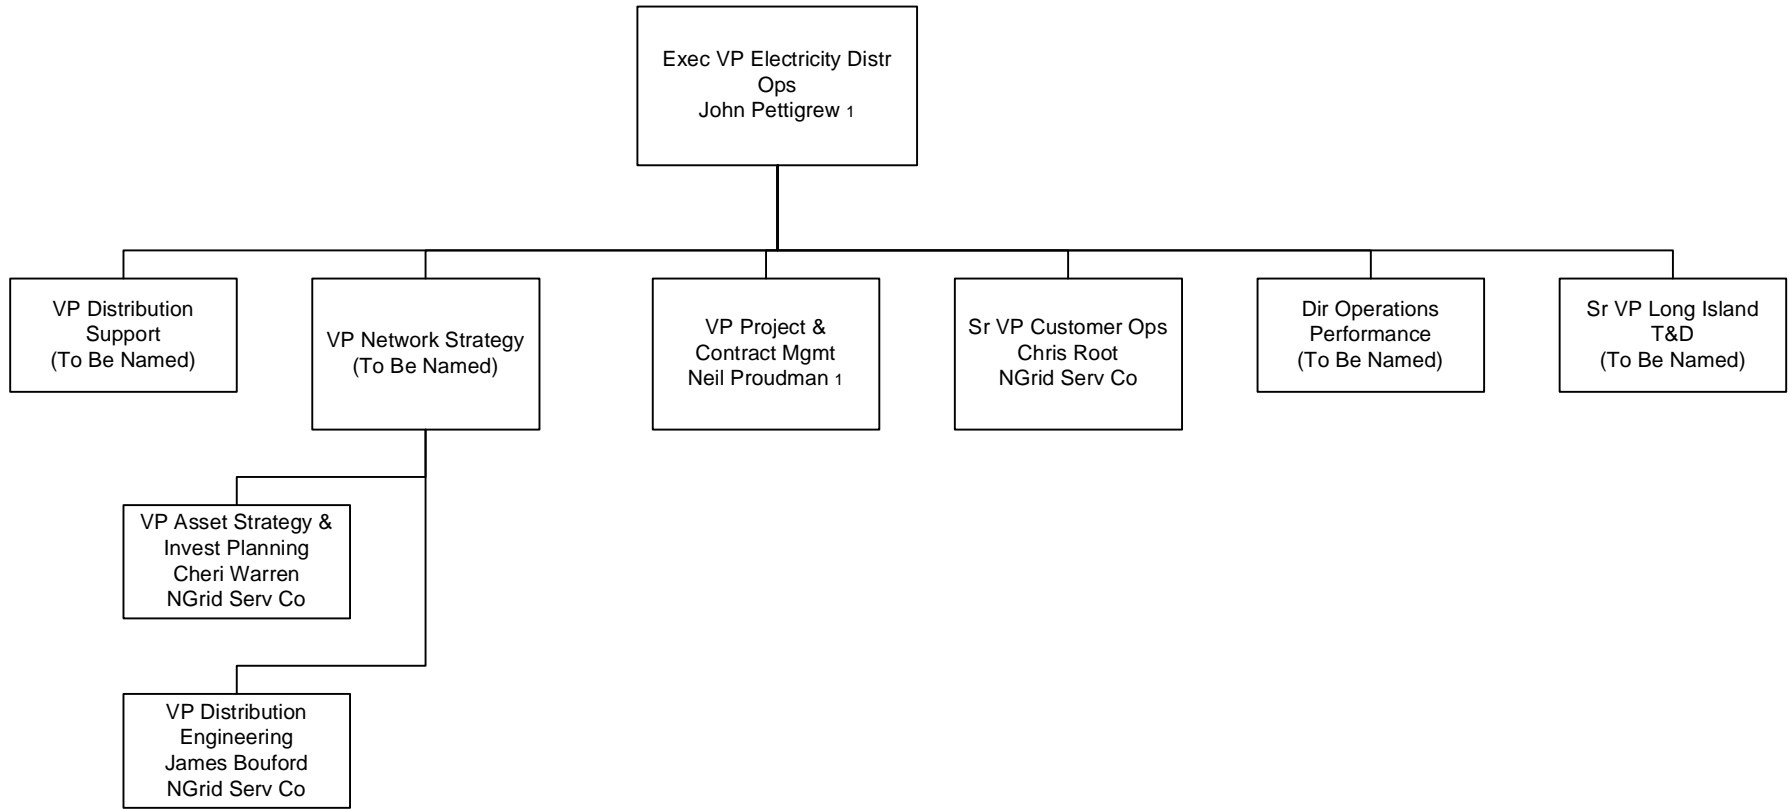 Exec VP Electricity Distr
Ops
John Pettigrew 1
VP Distribution
Support
(To Be Named)
VP Network Strategy
(To Be Named)
VP Project &
Contract Mgmt
Neil Proudman 1
Sr VP Customer Ops
Chris Root
NGrid Serv Co
Dir Operations
Performance
(To Be Named)
Sr VP Long Island
T&D
(To Be Named)
VP Asset Strategy &
Invest Planning
Cheri Warren
NGrid Serv Co
VP Distribution
Engineering
James Bouford
NGrid Serv Co